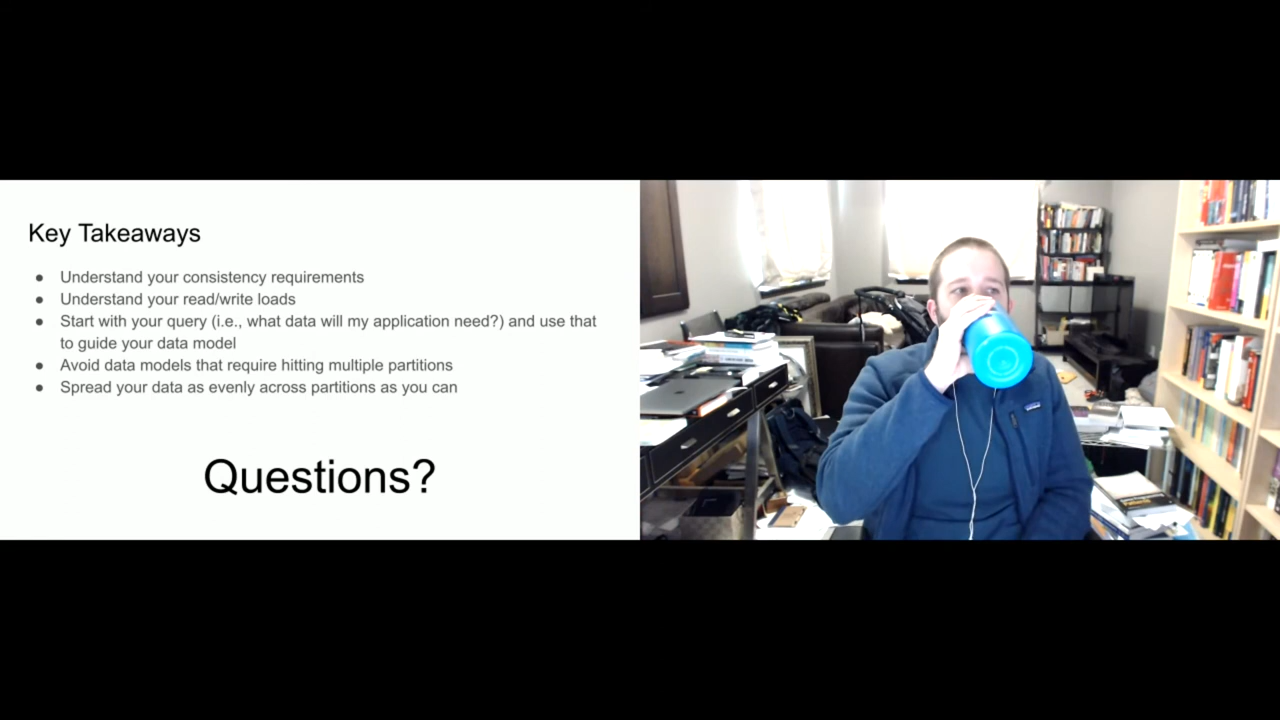 Key Takeaways
● Understand your consistency requirements
● Understand your read/write loads
● Start with your query (i.e., what data will my application need?) and use that
to guide your data model
● Avoid data models that require hitting multiple partitions
● Spread your data as evenly across partitions as you can
Questions?